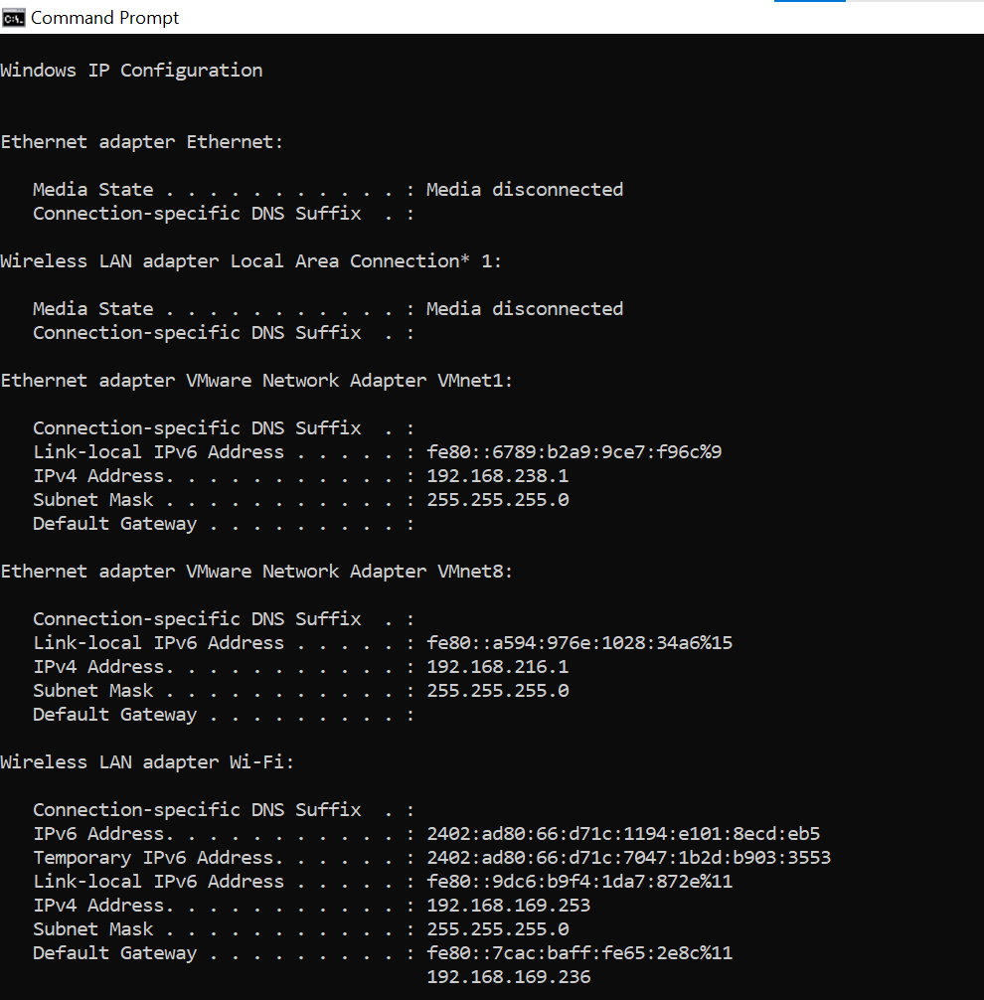 Command Prompt
Windows IP Configuration
Ethernet adapter Ethernet:
   Media State . . . . . . . . . . . : Media disconnected
   Connection-specific DNS Suffix  . :
Wireless LAN adapter Local Area Connection* 1:
   Media State . . . . . . . . . . . : Media disconnected
   Connection-specific DNS Suffix  . :
Ethernet adapter VMware Network Adapter VMnet1:
   Connection-specific DNS Suffix  . :
   Link-local IPv6 Address . . . . . : fe80::6789:b2a9:9ce7:f96c%9
   IPv4 Address. . . . . . . . . . . : 192.168.238.1
   Subnet Mask . . . . . . . . . . . : 255.255.255.0
   Default Gateway . . . . . . . . . :
Ethernet adapter VMware Network Adapter VMnet8:
   Connection-specific DNS Suffix  . :
   Link-local IPv6 Address . . . . . : fe80::a594:976e:1028:34a6%15
   IPv4 Address. . . . . . . . . . . : 192.168.216.1
   Subnet Mask . . . . . . . . . . . : 255.255.255.0
   Default Gateway . . . . . . . . . :
Wireless LAN adapter Wi-Fi:
   Connection-specific DNS Suffix  . :
   IPv6 Address. . . . . . . . . . . : 2402:ad80:66:d71c:1194:e101:8ecd:eb5
   Temporary IPv6 Address. . . . . . : 2402:ad80:66:d71c:7047:1b2d:b903:3553
   Link-local IPv6 Address . . . . . : fe80::9dc6:b9f4:1da7:872e%11
   IPv4 Address. . . . . . . . . . . : 192.168.169.253
   Subnet Mask . . . . . . . . . . . : 255.255.255.0
   Default Gateway . . . . . . . . . : fe80::7cac:baff:fe65:2e8c%11
                                       192.168.169.236